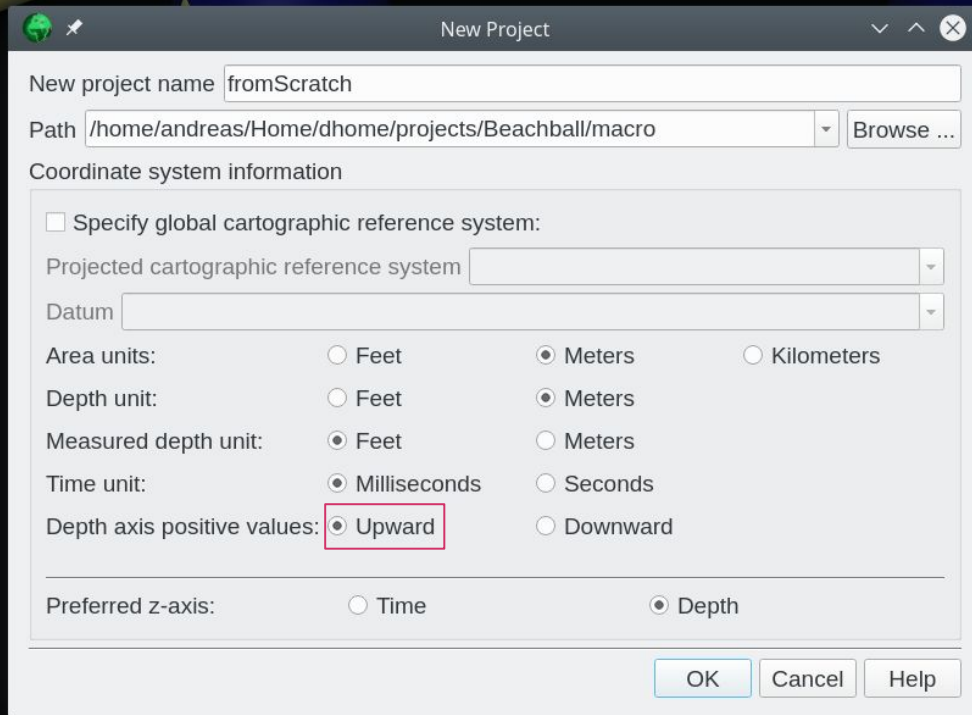 New Project
New project name fromScratch
Path /home/andreas/Home/dhome/projects/Beachball/macro Browse ...
Coordinate system information
Specify global cartographic reference system:
Projected cartographic reference system
Datum
Area units: Feet Meters Kilometers
Depth unit: Feet Meters
Measured depth unit: Feet Meters
Time unit: Milliseconds Seconds
Depth axis positive values: Upward Downward
Preferred z-axis: Time Depth
OK Cancel Help